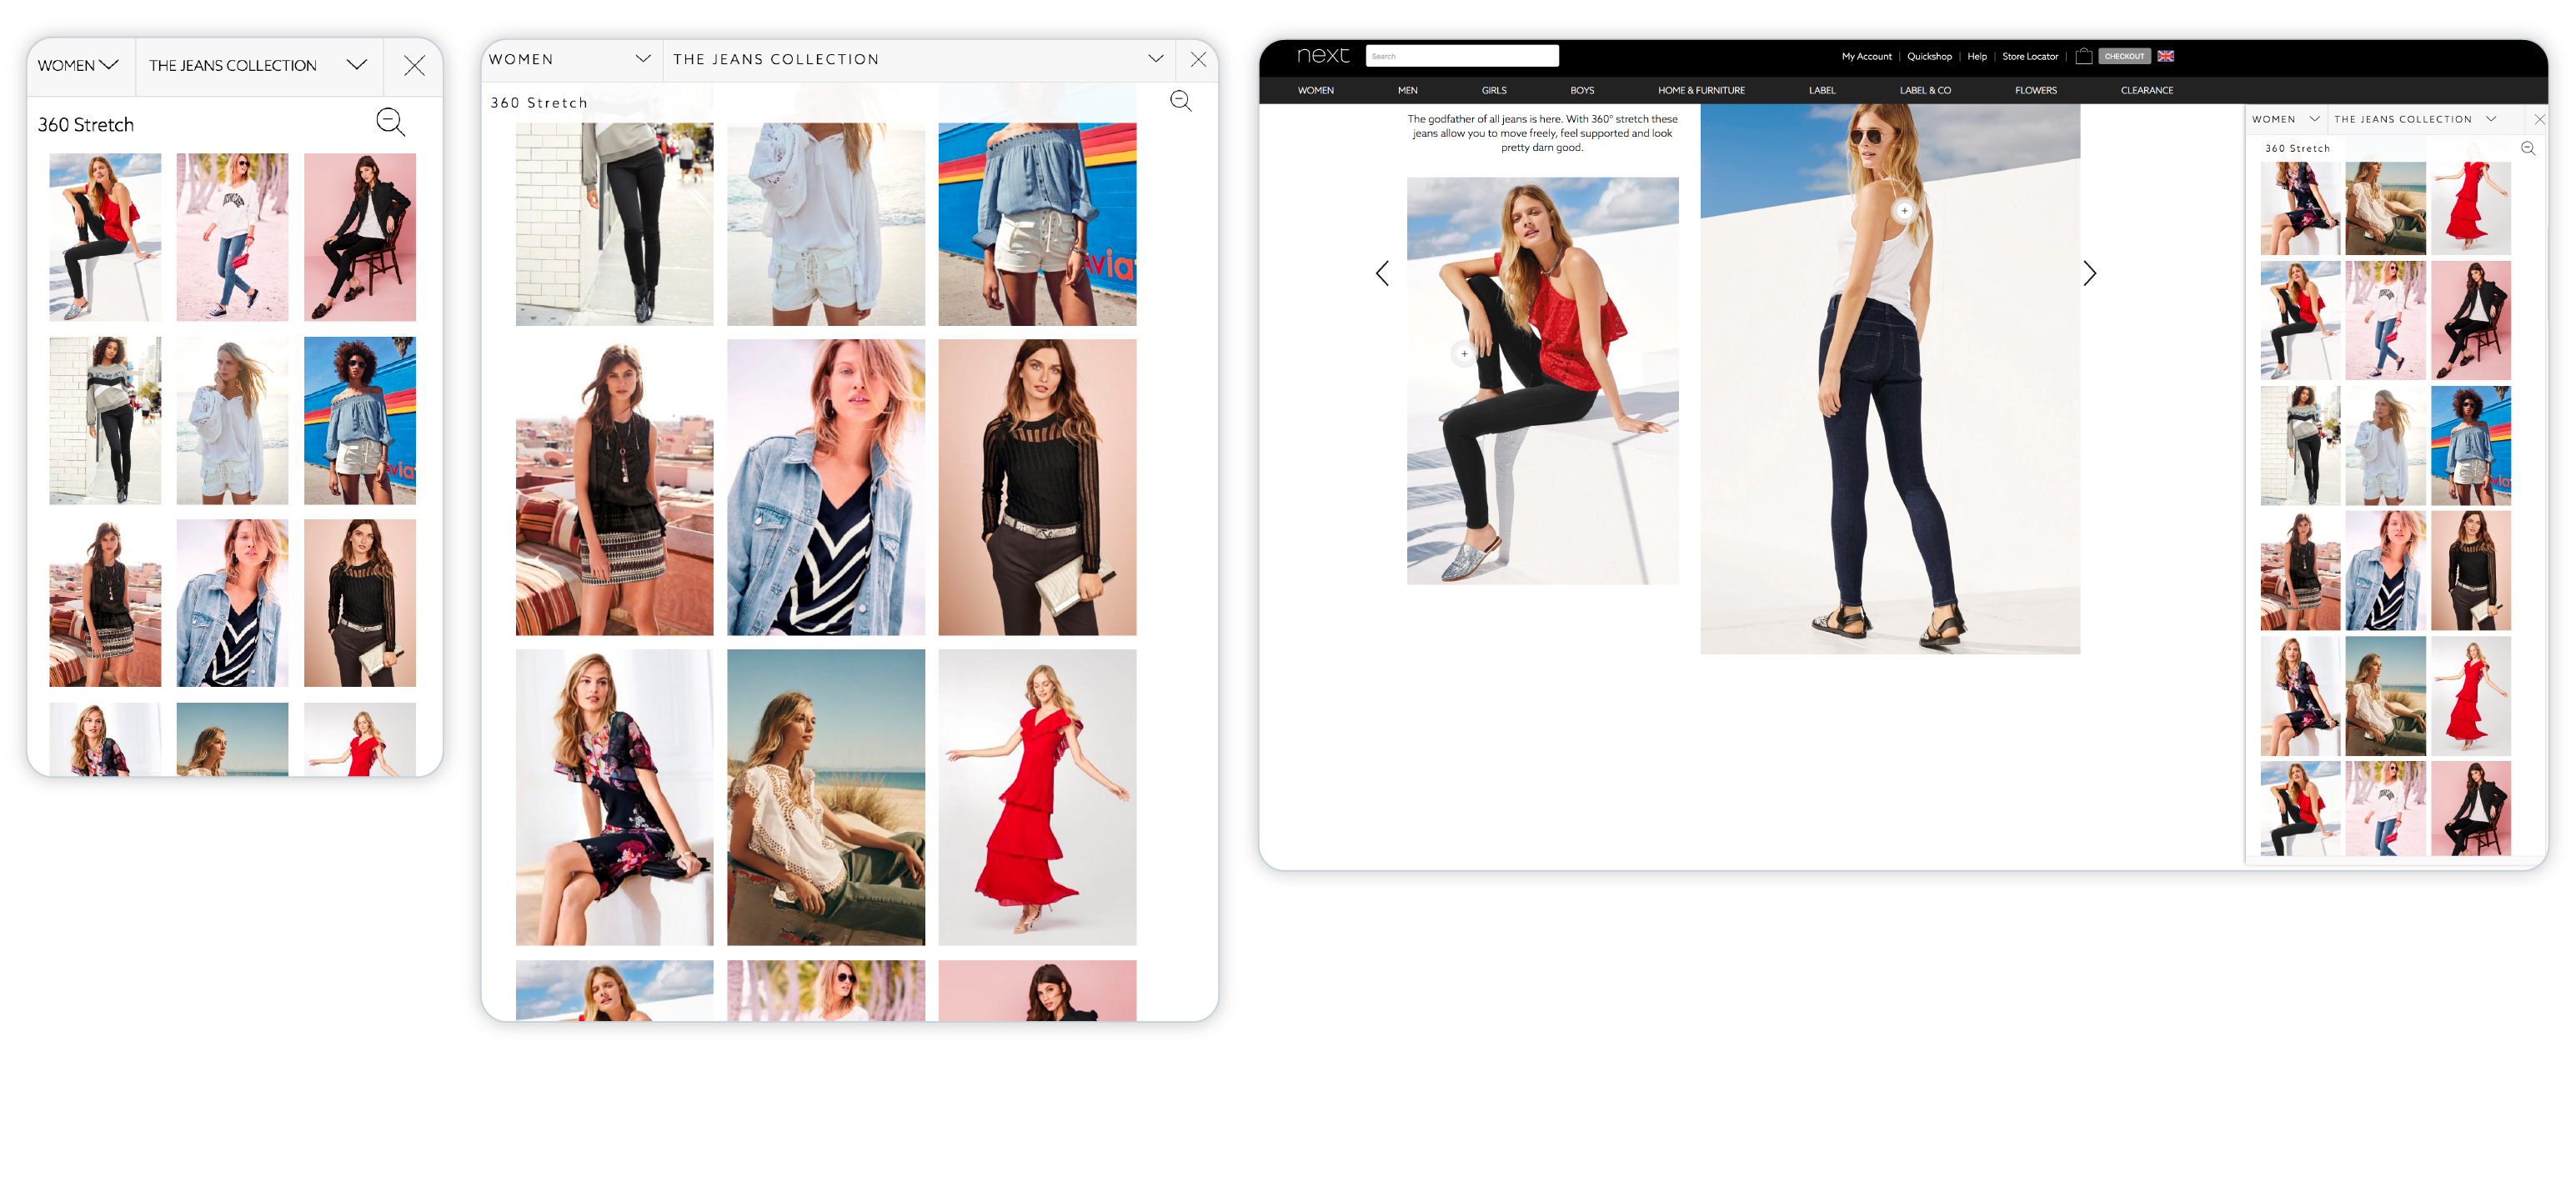 WOMEN
THE JEANS COLLECTION
360 Stretch
WOMEN
THE JEANS COLLECTION
360 Stretch
next
Search
My Account | Quickshop | Help | Store Locator |
CHECKOUT
WOMEN
MEN
GIRLS
BOYS
HOME & FURNITURE
LABEL
LABEL & CO
FLOWERS
CLEARANCE
The godfather of all jeans is here. With 360° stretch these
jeans allow you to move freely, feel supported and look
pretty darn good.
WOMEN
THE JEANS COLLECTION
360 Stretch